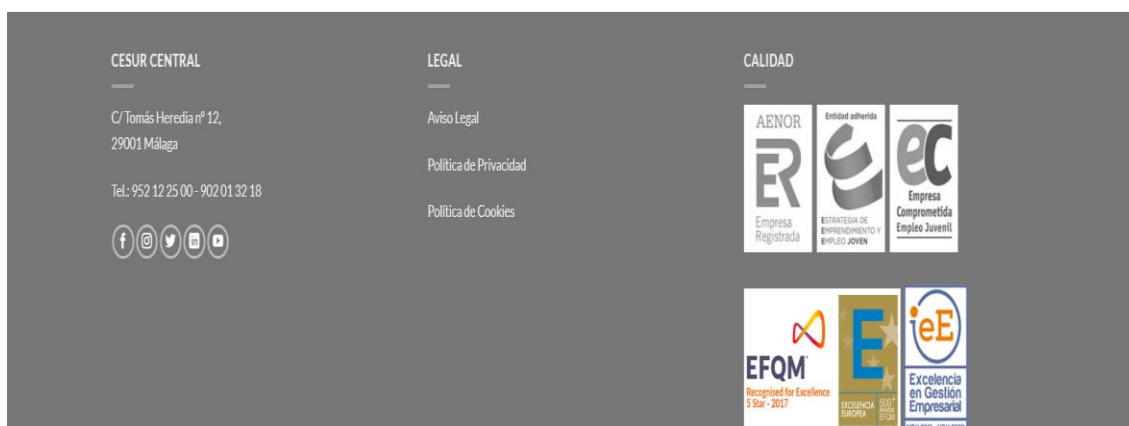 CESUR CENTRAL
C/ Tomás Heredia nº 12,
29001 Málaga
Tel.: 952 12 25 00 - 902 01 32 18
LEGAL
Aviso Legal
Política de Privacidad
Política de Cookies
CALIDAD
AENOR
ER
Empresa
Registrada
Entidad adherida
ESTRATEGIA DE
EMPRENDIMIENTO Y
EMPLEO JOVEN
ec
Empresa
Comprometida
Empleo Juvenil
EFQM
Recognised for Excellence
5 Star - 2017
E
EXCELENCIA
EUROPEA
500+
EFQM
ieE
Excelencia
en Gestión
Empresarial